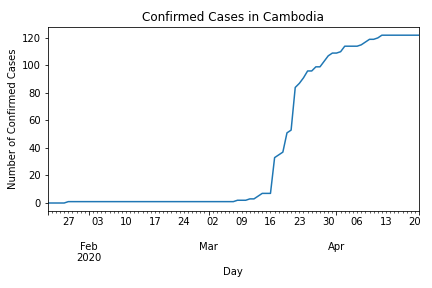 Confirmed Cases in Cambodia
Number of Confirmed Cases
120
100
80
60
40
20
0
27 03 10 17 24 02 09 16 23 30 06 13 20
Feb Mar Apr
2020
Day